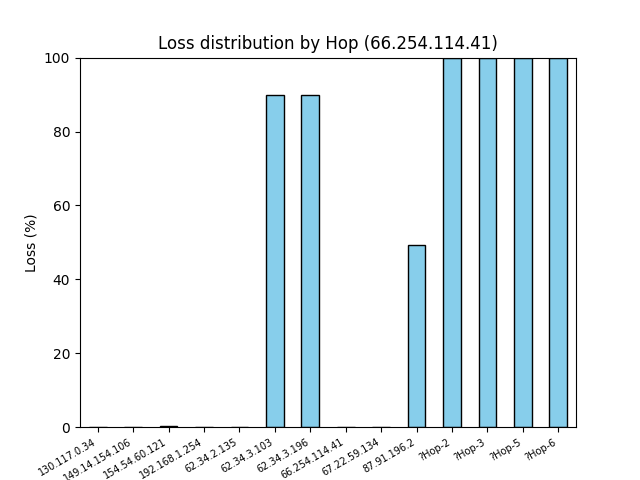 Loss distribution by Hop (66.254.114.41)
100
80
60
40
20
0
Loss (%)
130.117.0.34
149.14.154.106
154.54.60.121
192.168.1.254
62.34.2.135
62.34.3.103
62.34.3.196
66.254.114.41
67.22.59.134
87.91.196.2
?Hop-2
?Hop-3
?Hop-5
?Hop-6